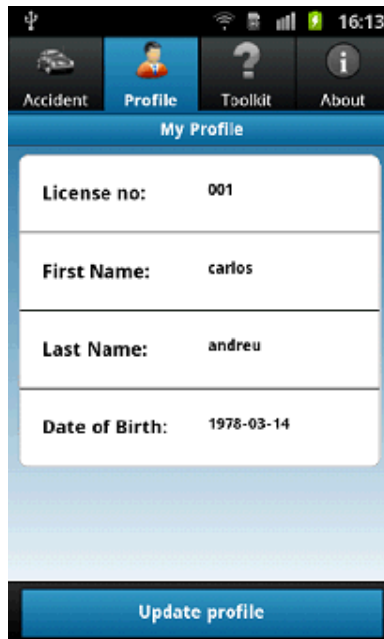 16:13
Accident Profile Toolkit About
My Profile
License no: 001
First Name: carlos
Last Name: andreu
Date of Birth: 1978-03-14
Update profile